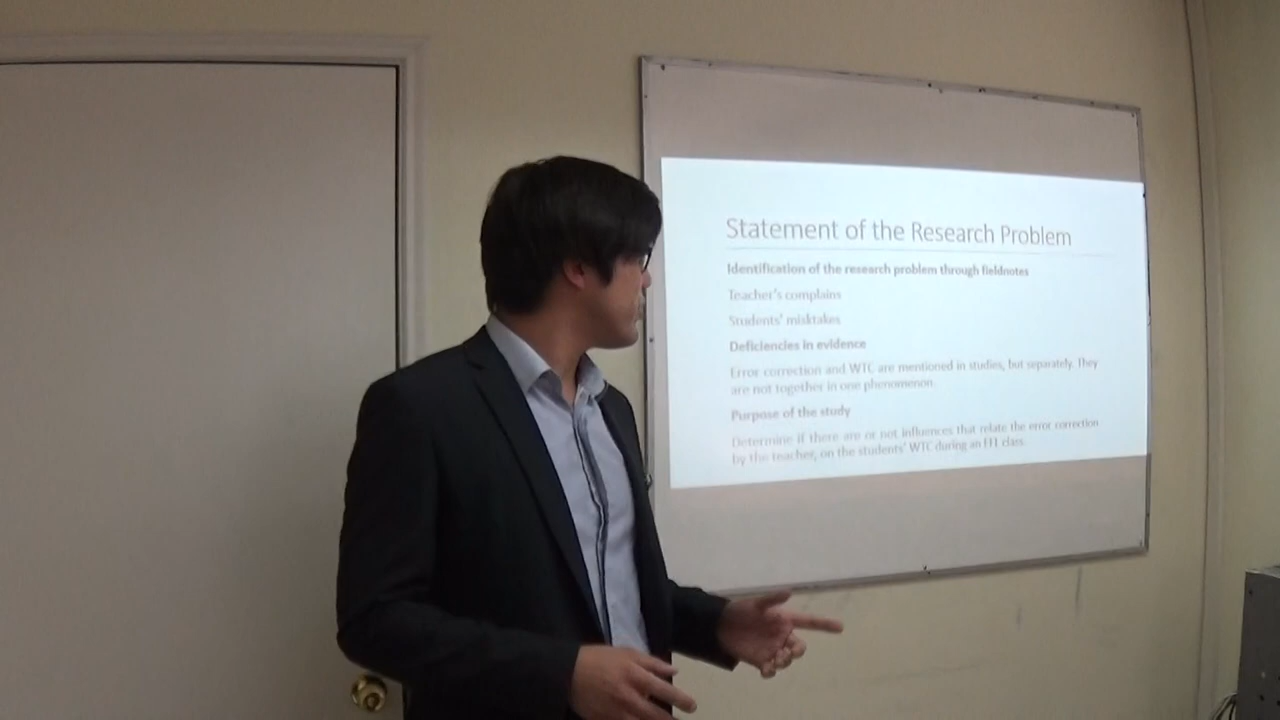 Statement of the Research Problem
Identification of the research problem through fieldnotes
Teacher's complains
Students' misktakes
Deficiencies in evidence
Error correction and WTC are mentioned in studies, but separately. They
are not together in one phenomenon.
Purpose of the study
Determine if there are or not influences that relate the error correction
by the teacher, on the students' WTC during an EFL class.